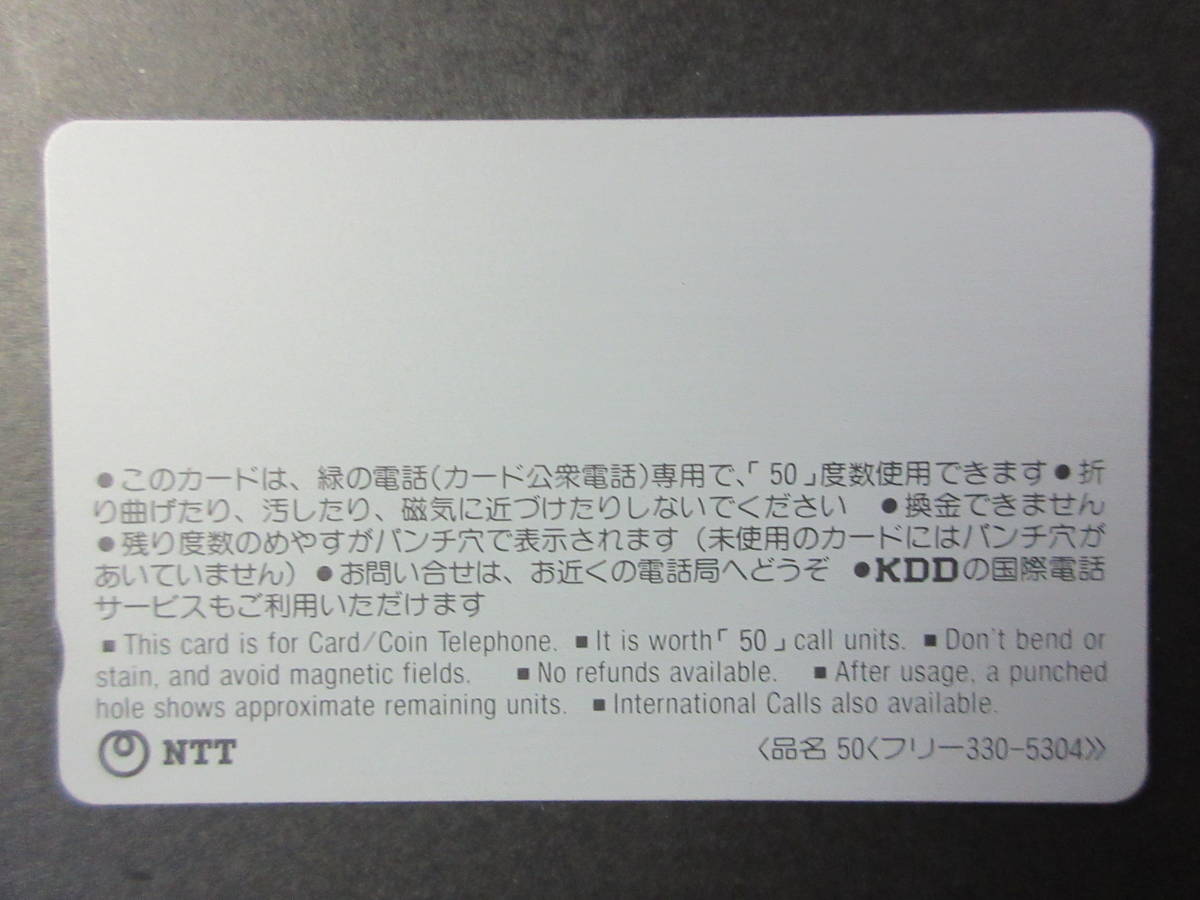 ●このカードは、緑の電話(カード公衆電話)専用で、「50」度数使用できます●折
り曲げたり、汚したり、磁気に近づけたりしないでください ●換金できません
●残り度数のめやすがパンチ穴で表示されます(未使用のカードにはパンチ穴が
あいていません)●お問い合せは、お近くの電話局へどうぞ ●KDDの国際電話
サービスもご利用いただけます
■This card is for Card/Coin Telephone. ■It is worth「50」call units. ■Don't bend or
stain, and avoid magnetic fields. ■No refunds available. ■After usage, a punched
hole shows approximate remaining units. ■International Calls also available.
NTT 〈品名 50〈フリー330-5304〉〉